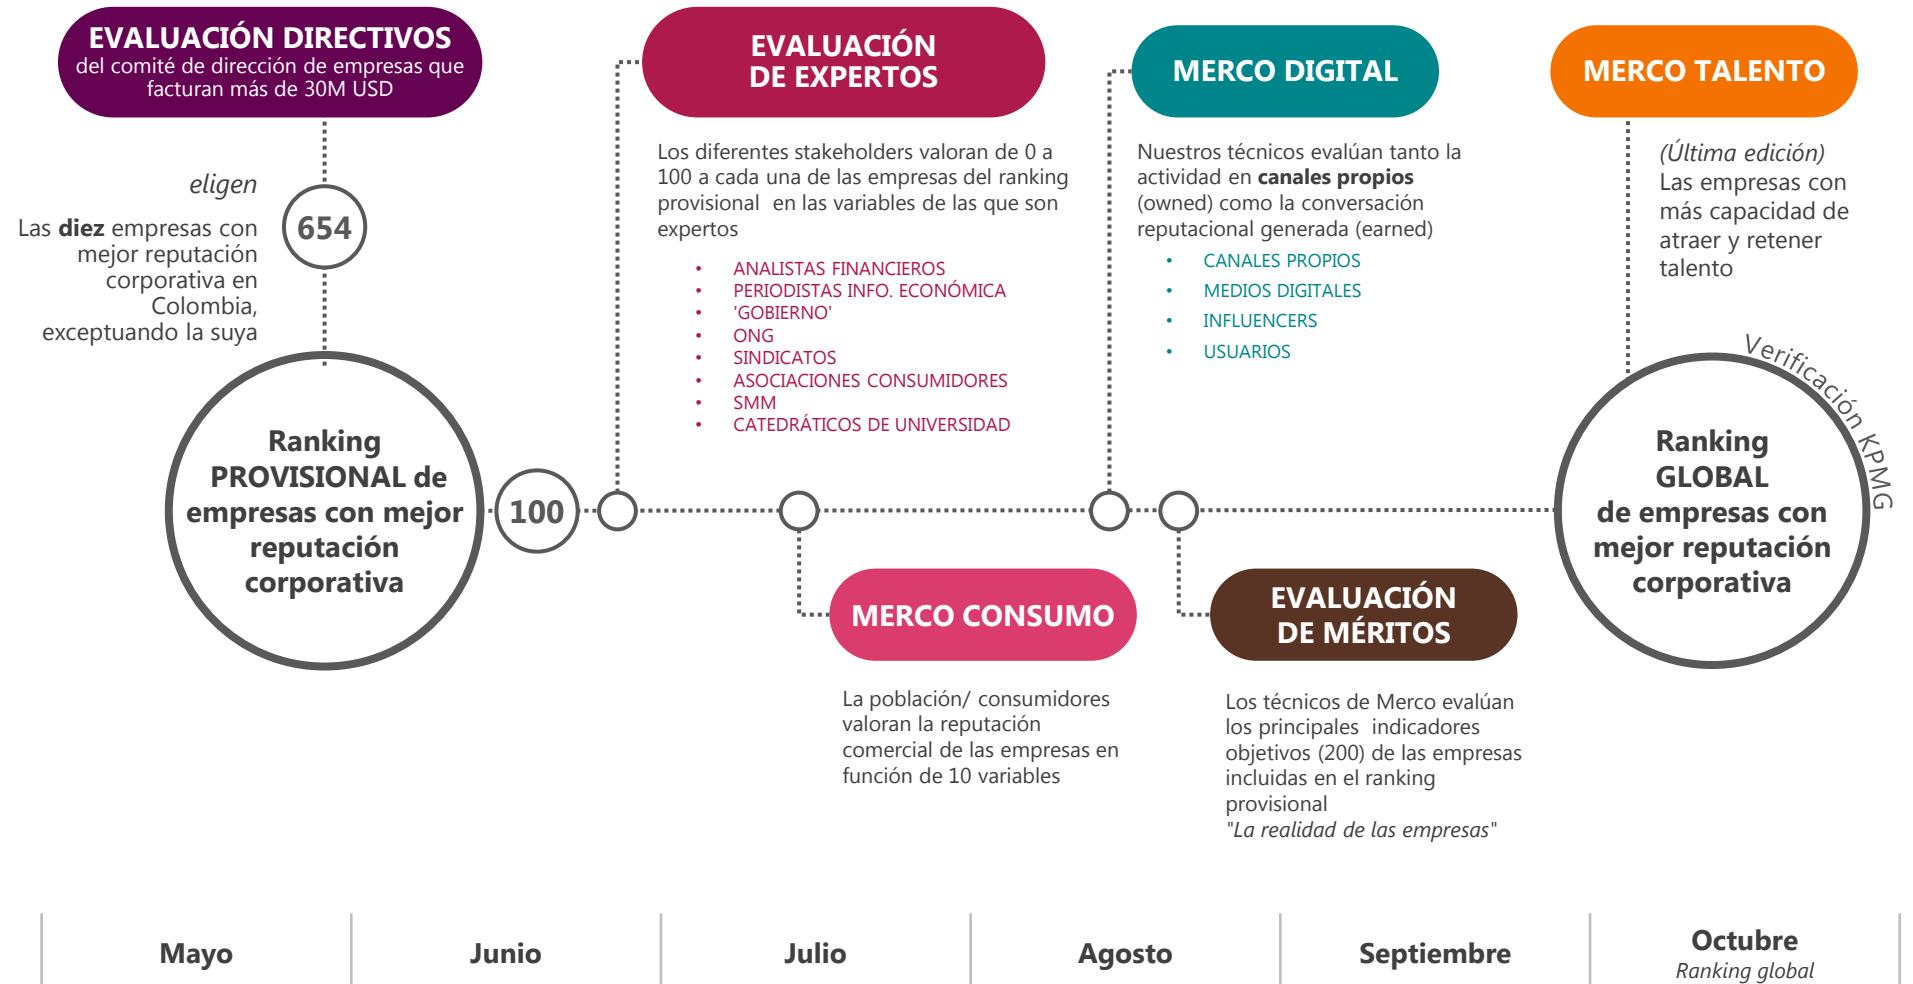 EVALUACIÓN DIRECTIVOS
del comité de dirección de empresas que
facturan más de 30M USD
eligen
Las diez empresas con
mejor reputación
corporativa en
Colombia,
exceptuando la suya
654
Ranking
PROVISIONAL de
empresas con mejor
reputación
corporativa
100
EVALUACIÓN
DE EXPERTOS
Los diferentes stakeholders valoran de 0 a
100 a cada una de las empresas del ranking
provisional en las variables de las que son
expertos
• ANALISTAS FINANCIEROS
• PERIODISTAS INFO. ECONÓMICA
• 'GOBIERNO'
• ONG
• SINDICATOS
• ASOCIACIONES CONSUMIDORES
• SMM
• CATEDRÁTICOS DE UNIVERSIDAD
MERCO CONSUMO
La población/ consumidores
valoran la reputación
comercial de las empresas en
función de 10 variables
MERCO DIGITAL
Nuestros técnicos evalúan tanto la
actividad en canales propios
(owned) como la conversación
reputacional generada (earned)
• CANALES PROPIOS
• MEDIOS DIGITALES
• INFLUENCERS
• USUARIOS
EVALUACIÓN
DE MÉRITOS
Los técnicos de Merco evalúan
los principales indicadores
objetivos (200) de las empresas
incluidas en el ranking
provisional
"La realidad de las empresas"
MERCO TALENTO
(Última edición)
Las empresas con
más capacidad de
atraer y retener
talento
Verificación KPMG
Ranking
GLOBAL
de empresas con
mejor reputación
corporativa
Mayo
Junio
Julio
Agosto
Septiembre
Octubre
Ranking global